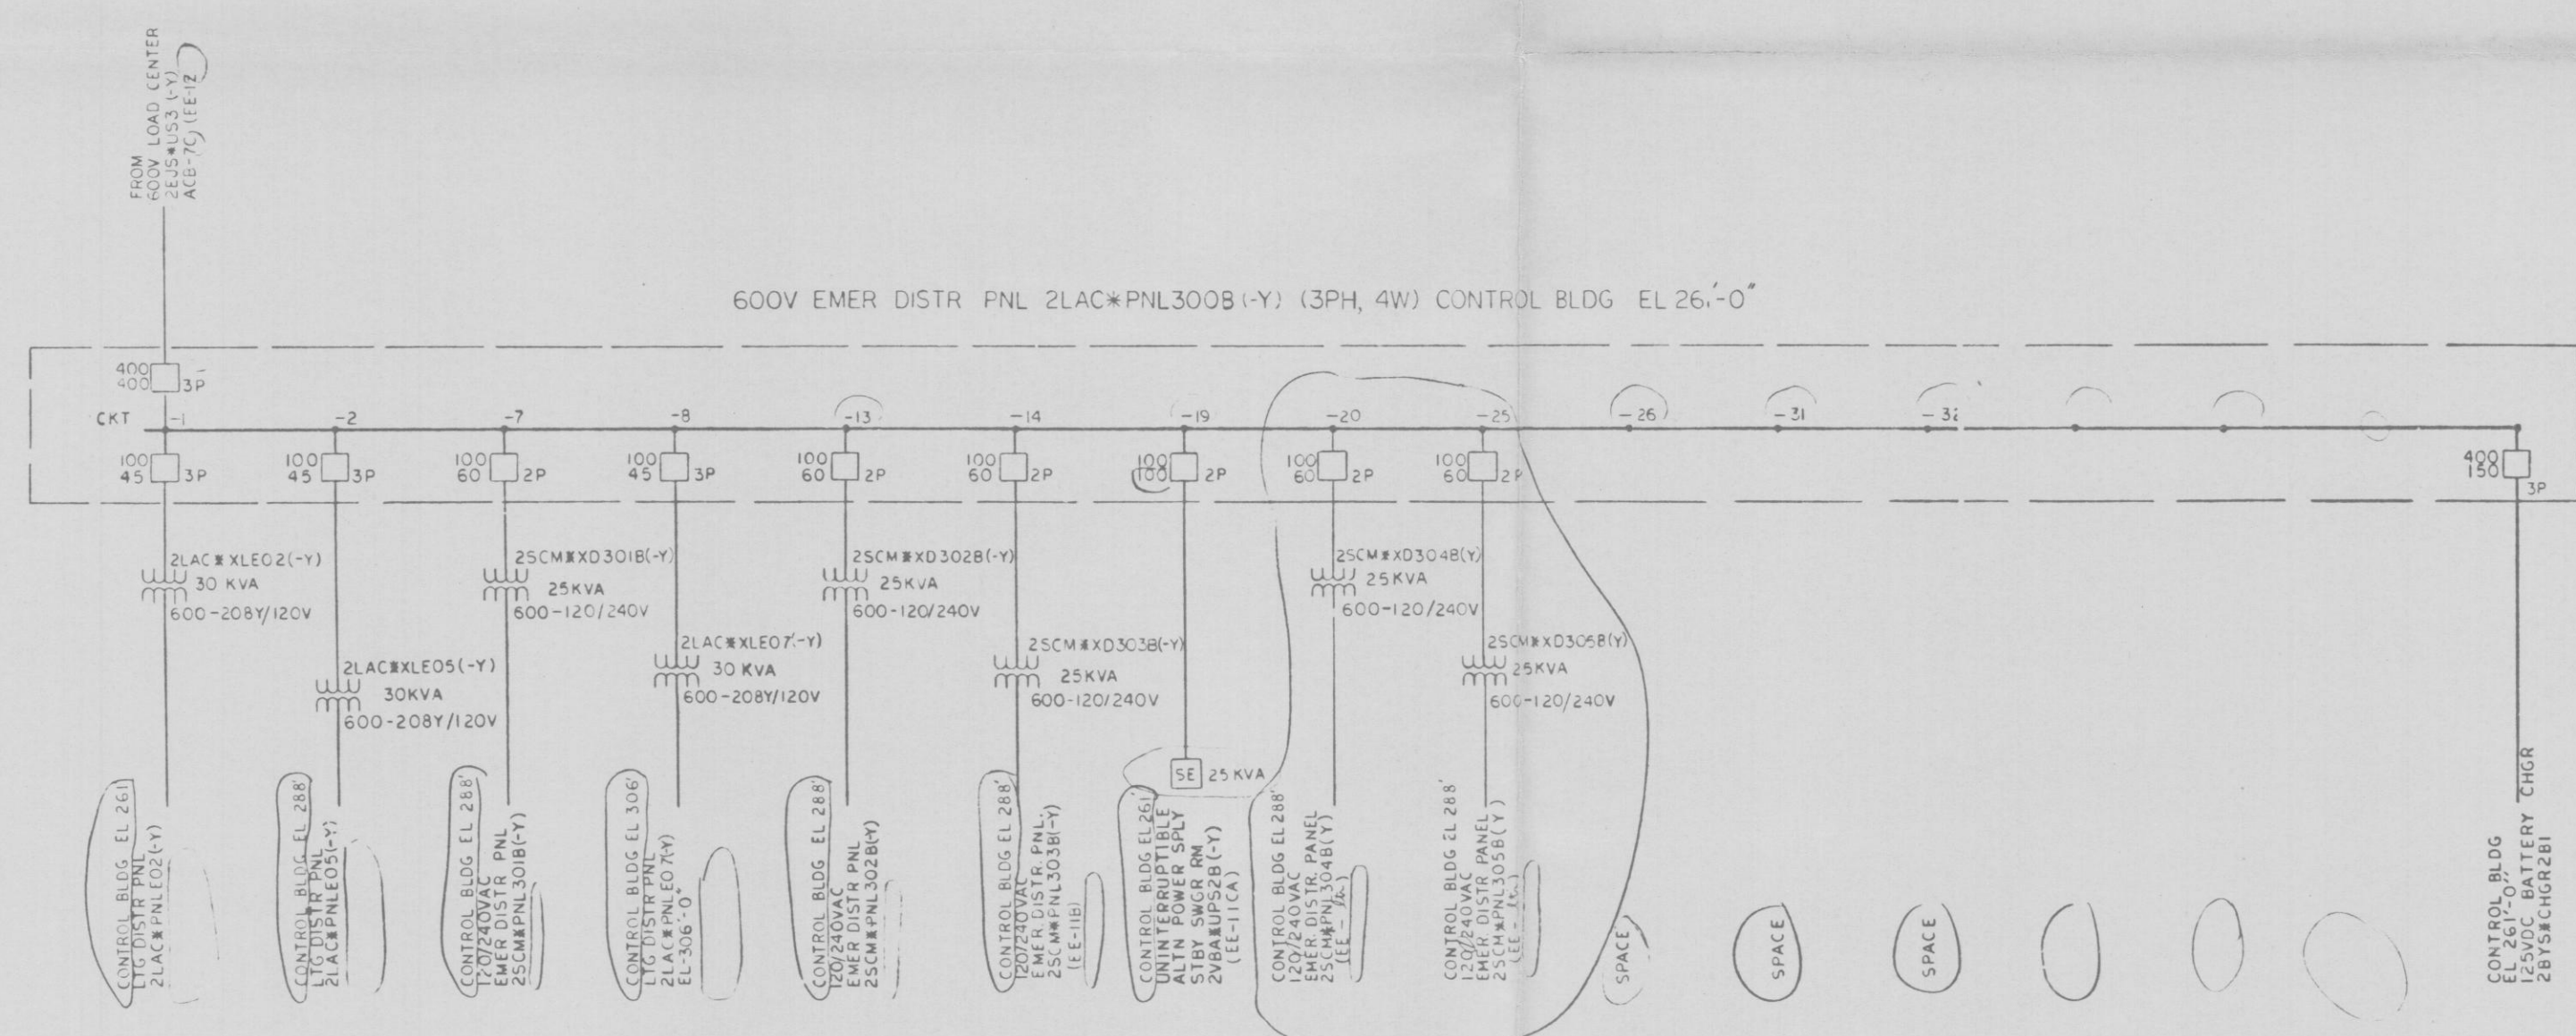 FROM
600V LOAD CENTER
2EJS*US3 (-Y)
ACB-7C (EE-1Z
600V EMER DISTR PNL 2LAC*PNL300B (-Y) (3PH, 4W) CONTROL BLDG EL 26.'-0"
400
400 3P
CKT -1 -2 -7 -8 -13 -14 -19 -20 -25 -26 -31 -32
100
45 3P
100
45 3P
100
60 2P
100
45 3P
100
60 2P
100
60 2P
100
100 2P
100
60 2P
100
60 2P
400
150
3P
2LAC*XLE02(-Y)
30 KVA
600-208Y/120V
2LAC*XLE05(-Y)
30KVA
600-208Y/120V
2SCM*XD301B(-Y)
25KVA
600-120/240V
2LAC*XLE07(-Y)
30 KVA
600-208Y/120V
2SCM*XD302B(-Y)
25KVA
600-120/240V
2SCM*XD303B(-Y)
25KVA
600-120/240V
SE 25 KVA
2SCM*XD304B(Y)
25KVA
600-120/240V
2SCM*XD305B(Y)
25KVA
600-120/240V
CONTROL BLDG EL 261'
LTG DISTR PNL
2LAC*PNLE02(-Y)
CONTROL BLDG EL 288'
LTG DISTR PNL
2LAC*PNLE05(-Y)
CONTROL BLDG EL 288'
120/240VAC
EMER DISTR PNL
2SCM*PNL301B(-Y)
CONTROL BLDG EL 306'
LTG DISTR PNL
2LAC*PNLE07(-Y)
EL-306'-0"
CONTROL BLDG EL 288'
120/240VAC
EMER DISTR PNL
2SCM*PNL302B(-Y)
CONTROL BLDG EL 288'
120/240VAC
EMER. DISTR. PNL.
2SCM*PNL303B(-Y)
(EE-11B)
CONTROL BLDG EL 261'
UNINTERRUPTIBLE
ALTN POWER SPLY
STBY SWGR RM
2VBA*UPS2B (-Y)
(EE-11CA)
CONTROL BLDG EL 288'
120/240VAC
EMER. DISTR. PANEL
2SCM*PNL304B(Y)
(EE-
CONTROL BLDG EL 288'
120/240VAC
EMER DISTR PANEL
2SCM*PNL305B(Y)
(EE-
SPACE
SPACE
SPACE
CONTROL BLDG
EL 261'-0"
125VDC BATTERY CHGR
2BYS*CHGR2B1